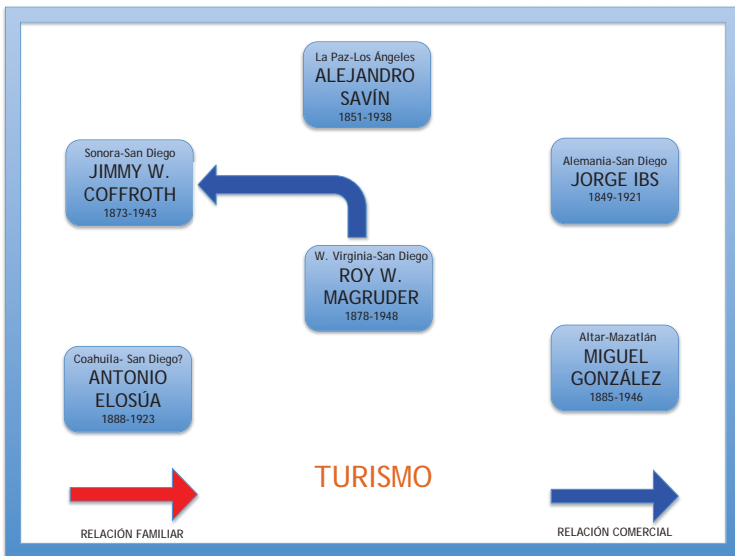 La Paz-Los Ángeles
ALEJANDRO
SAVÍN
1851-1938
Sonora-San Diego
JIMMY W.
COFFROTH
1873-1943
Alemania-San Diego
JORGE IBS
1849-1921
W. Virginia-San Diego
ROY W.
MAGRUDER
1878-1948
Coahuila- San Diego?
ANTONIO
ELOSÚA
1888-1923
Altar-Mazatlán
MIGUEL
GONZÁLEZ
1885-1946
TURISMO
RELACIÓN FAMILIAR
RELACIÓN COMERCIAL